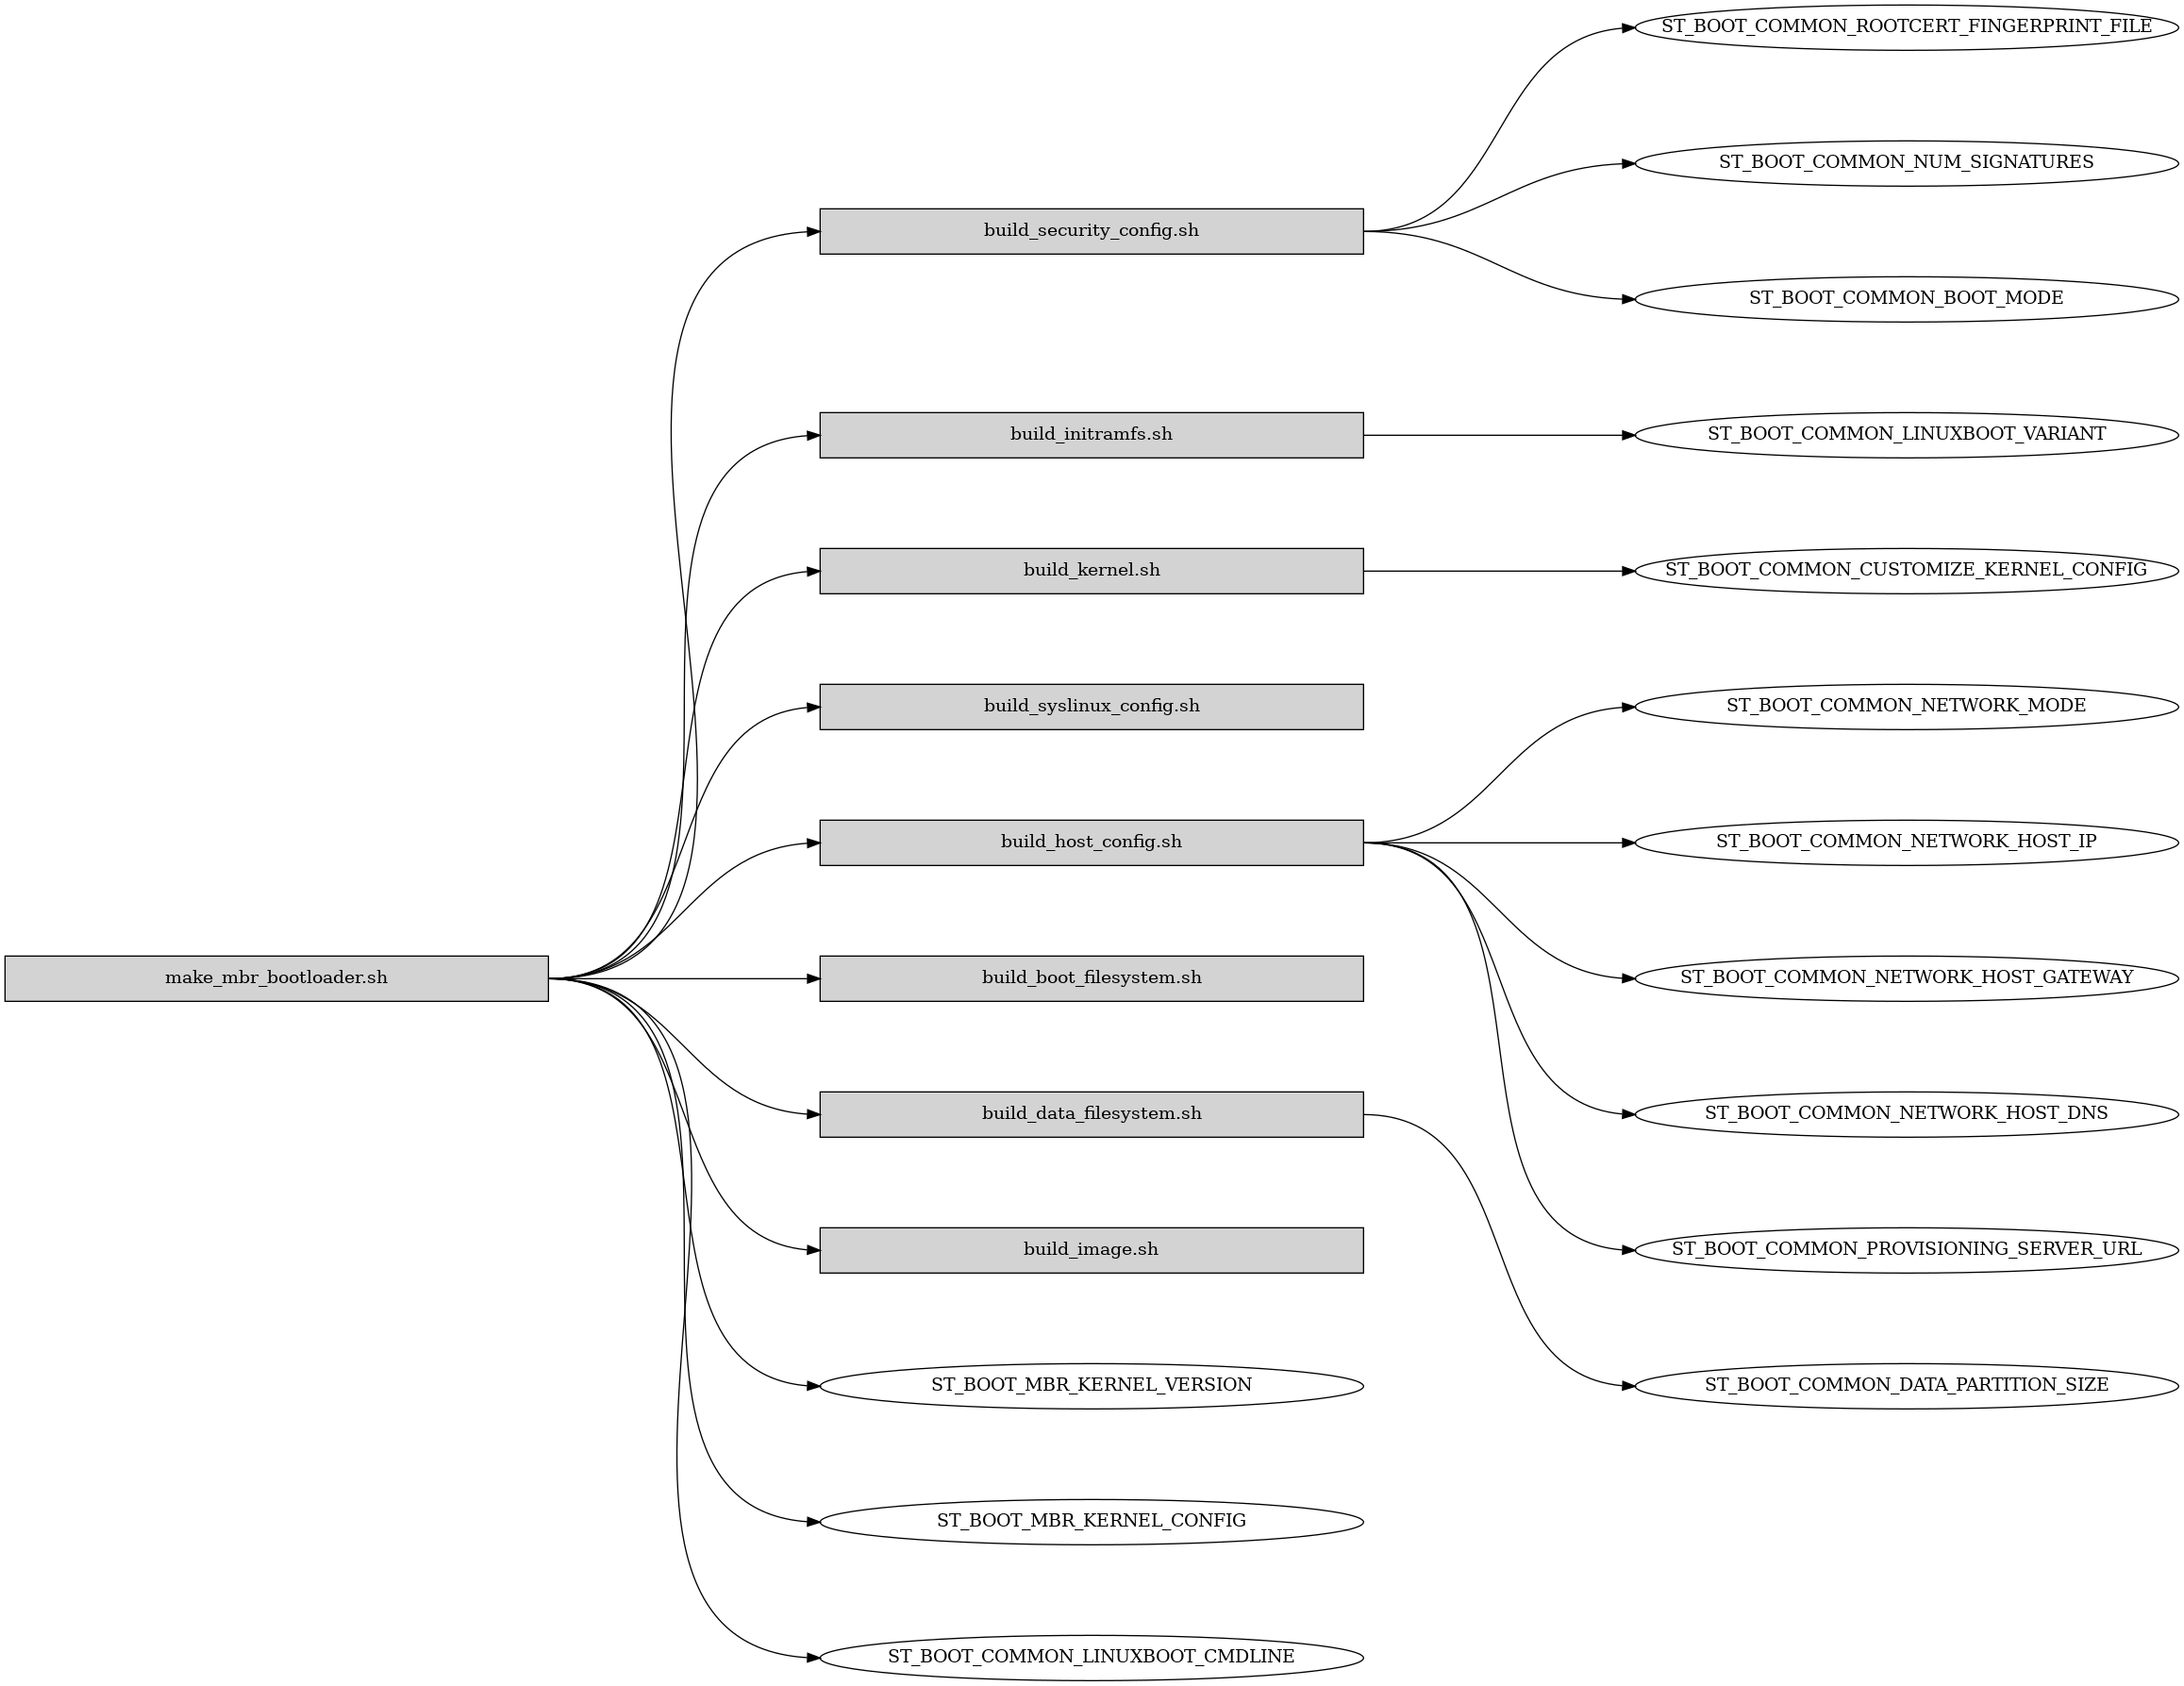 ST_BOOT_COMMON_ROOTCERT_FINGERPRINT_FILE
ST_BOOT_COMMON_NUM_SIGNATURES
build_security_config.sh
ST_BOOT_COMMON_BOOT_MODE
build_initramfs.sh
ST_BOOT_COMMON_LINUXBOOT_VARIANT
build_kernel.sh
ST_BOOT_COMMON_CUSTOMIZE_KERNEL_CONFIG
build_syslinux_config.sh
ST_BOOT_COMMON_NETWORK_MODE
build_host_config.sh
ST_BOOT_COMMON_NETWORK_HOST_IP
make_mbr_bootloader.sh
build_boot_filesystem.sh
ST_BOOT_COMMON_NETWORK_HOST_GATEWAY
build_data_filesystem.sh
ST_BOOT_COMMON_NETWORK_HOST_DNS
build_image.sh
ST_BOOT_COMMON_PROVISIONING_SERVER_URL
ST_BOOT_MBR_KERNEL_VERSION
ST_BOOT_COMMON_DATA_PARTITION_SIZE
ST_BOOT_MBR_KERNEL_CONFIG
ST_BOOT_COMMON_LINUXBOOT_CMDLINE